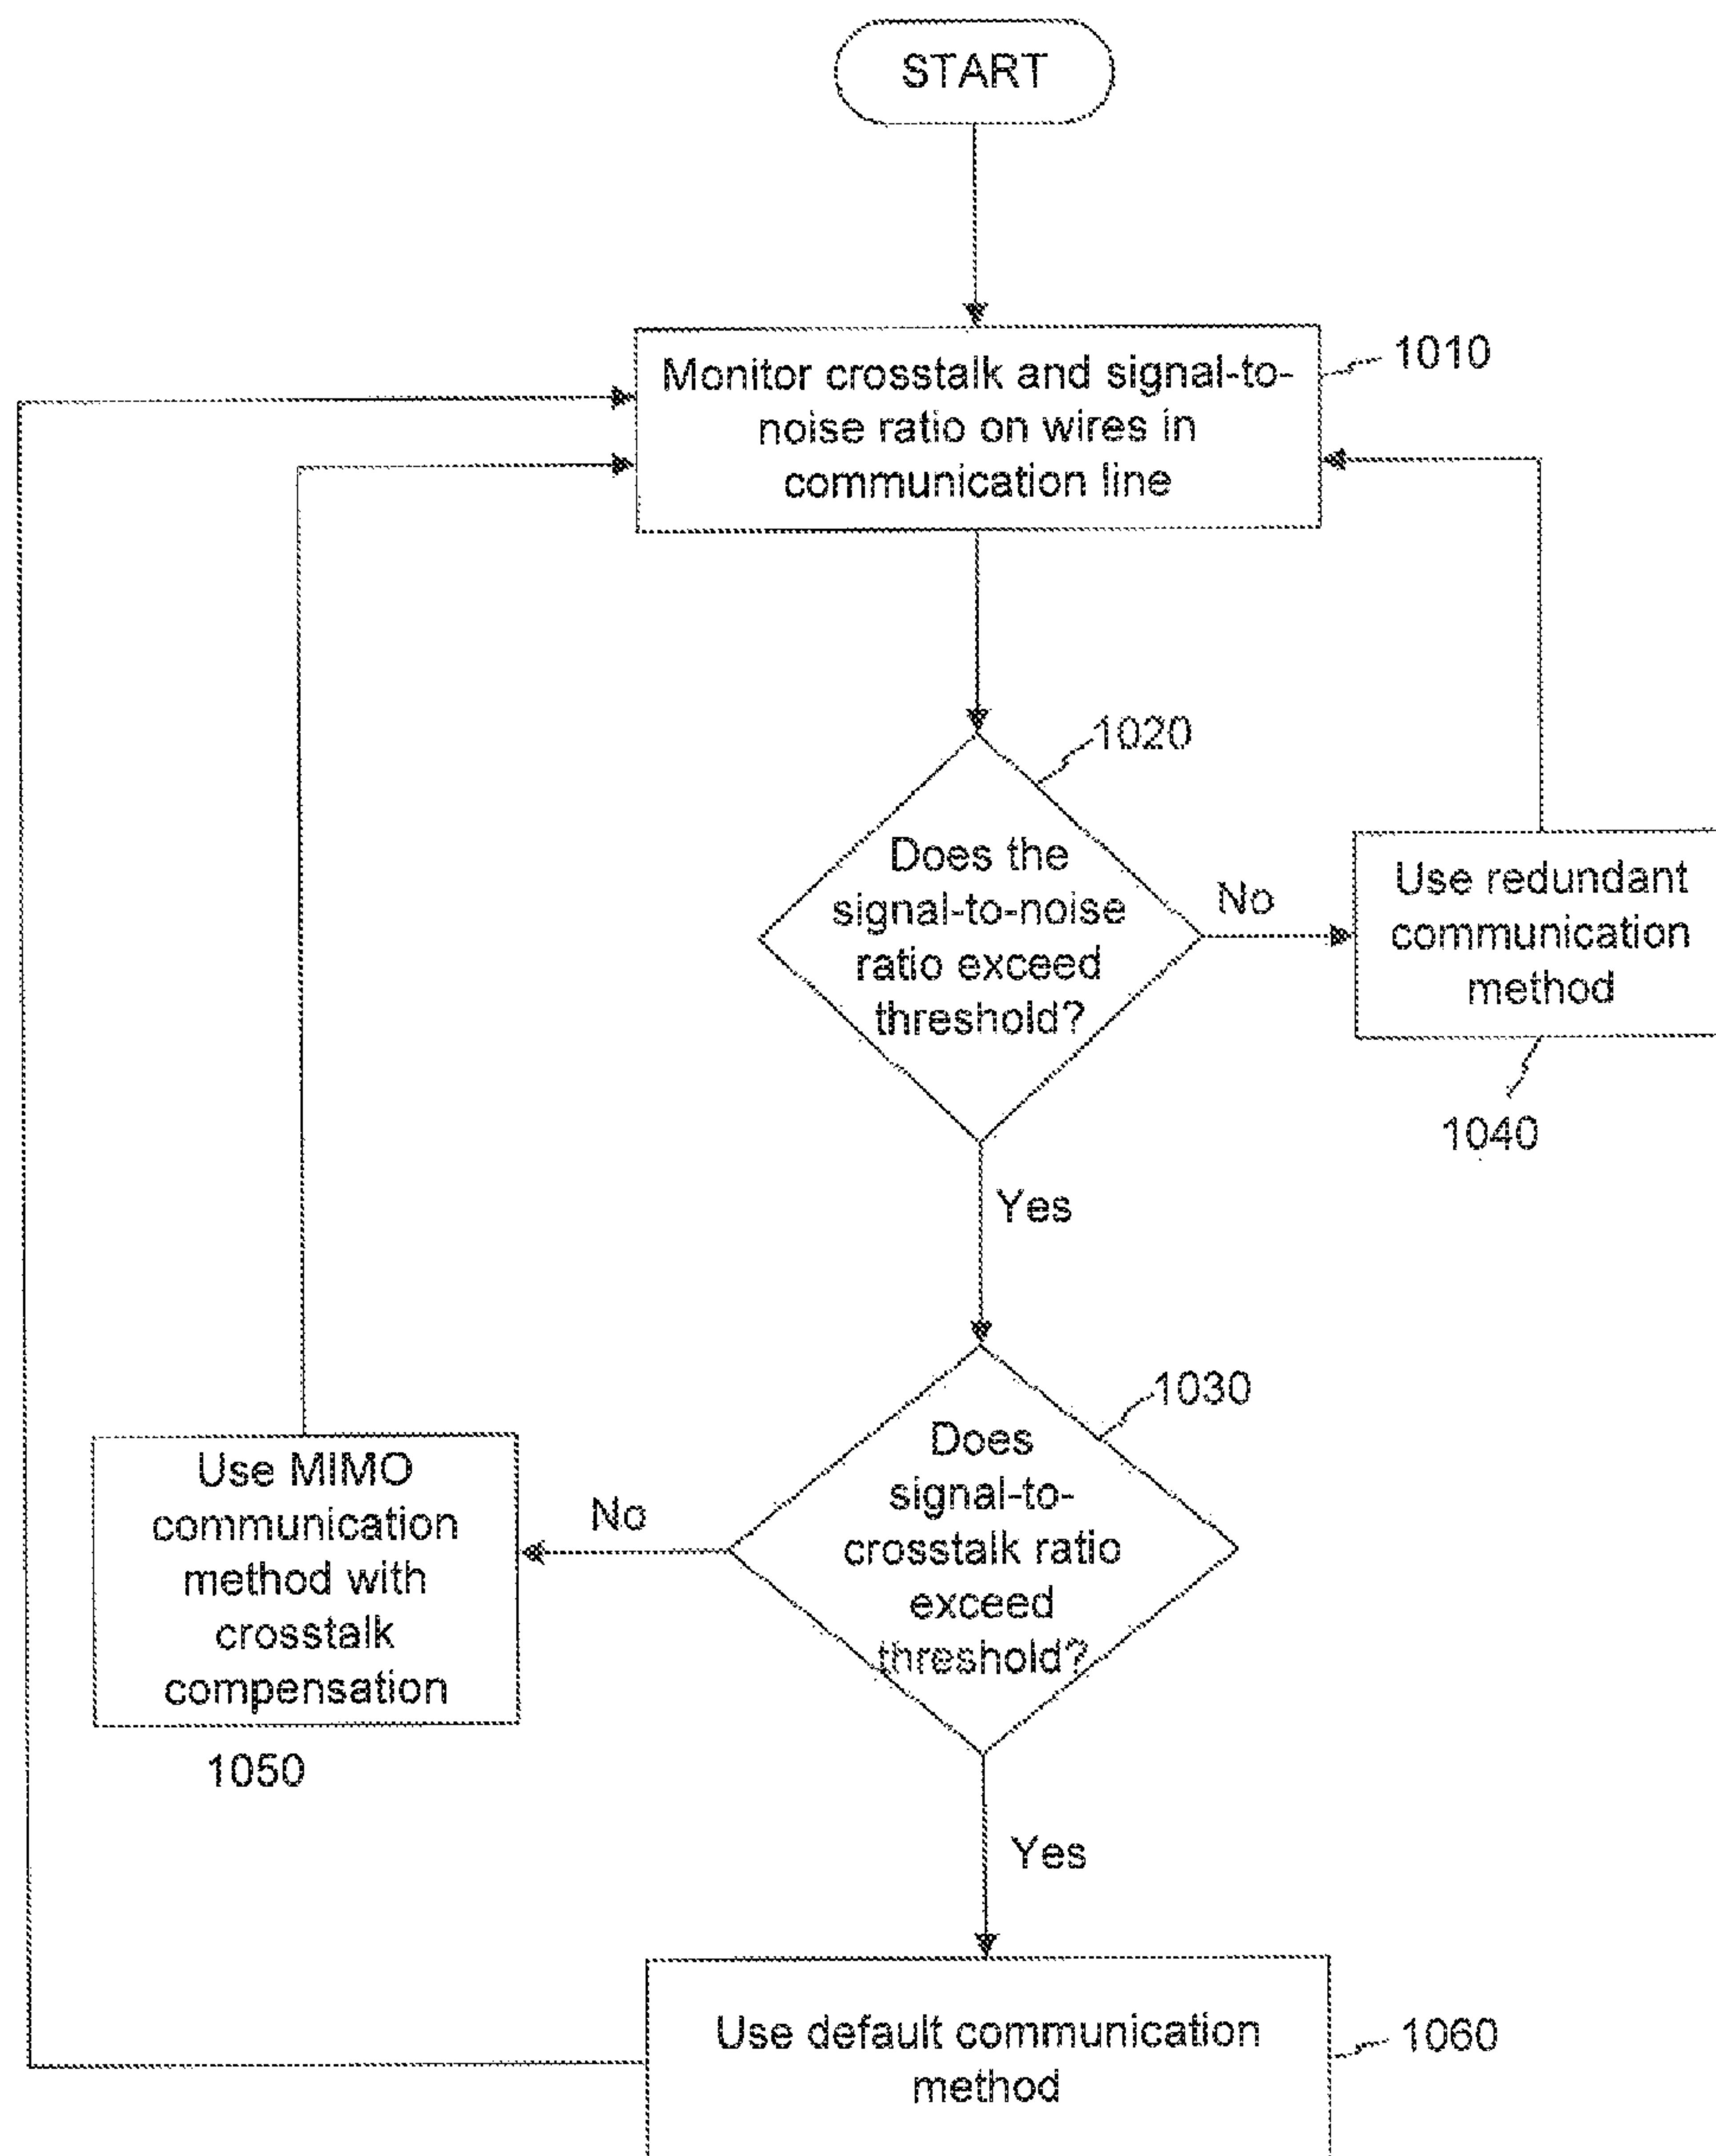 START
Monitor crosstalk and signal-to-
noise ratio on wires in
communication line
1010
1020
Does the
signal-to-noise
ratio exceed
threshold?
No
Use redundant
communication
method
1040
Yes
1030
Does
signal-to-
crosstalk ratio
exceed
threshold?
No
Use MIMO
communication
method with
crosstalk
compensation
1050
Yes
Use default communication
method
1060